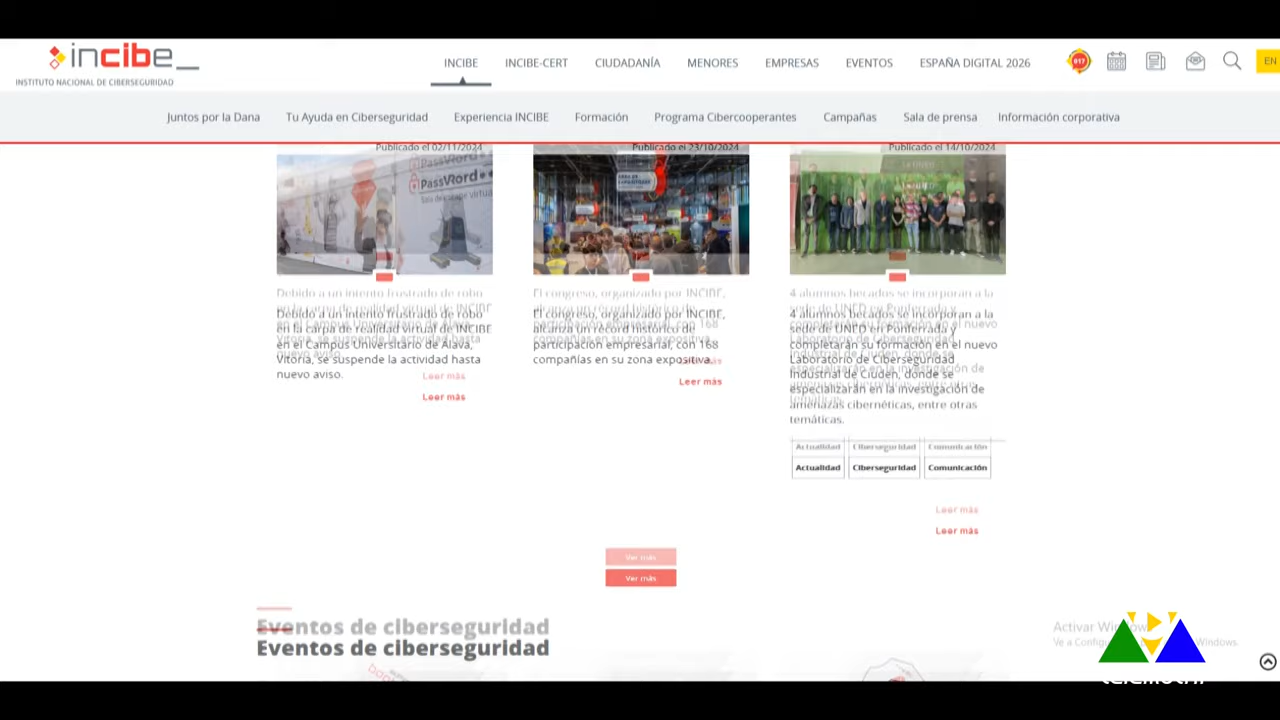 incibe_
INSTITUTO NACIONAL DE CIBERSEGURIDAD
INCIBE INCIBE-CERT CIUDADANÍA MENORES EMPRESAS EVENTOS ESPAÑA DIGITAL 2026
017
EN
Juntos por la Dana Tu Ayuda en Ciberseguridad Experiencia INCIBE Formación Programa Cibercooperantes Campañas Sala de prensa Información corporativa
Publicado el 02/11/2024
Publicado el 23/10/2024
Publicado el 14/10/2024
PassWord
Sala de escape virtual
Debido a un intento frustrado de robo
en la carpa de realidad virtual de INCIBE
en el Campus Universitario de Álava,
Vitoria, se suspende la actividad hasta
nuevo aviso.
Leer más
El congreso, organizado por INCIBE,
alcanza un récord histórico de
participación empresarial, con 168
compañías en su zona expositiva.
Leer más
4 alumnos becados se incorporan a la
sede de UNED en Ponferrada y
completarán su formación en el nuevo
Laboratorio de Ciberseguridad
Industrial de Ciuden, donde se
especializarán en la investigación de
amenazas cibernéticas, entre otras
temáticas.
Actualidad Ciberseguridad Comunicación
Leer más
Ver más
Eventos de ciberseguridad